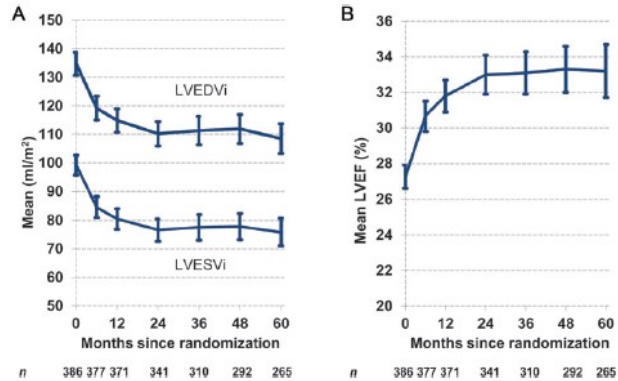 A
150
140
130
120
110
100
90
80
70
60
50
Mean (ml/m²)
LVEDVi
LVESVi
0 12 24 36 48 60
Months since randomization
n 386 377 371 341 310 292 265
B
36
34
32
30
28
26
24
22
20
Mean LVEF (%)
0 12 24 36 48 60
Months since randomization
n 386 377 371 341 310 292 265